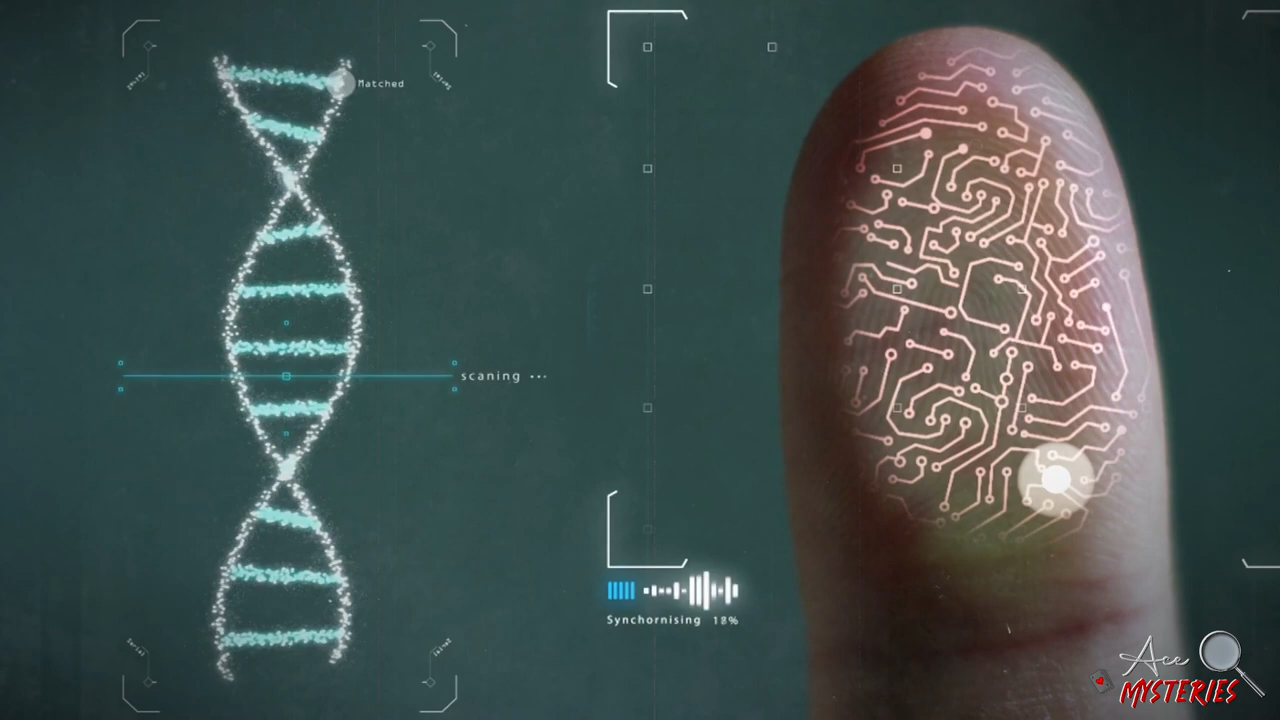 Matched
scaning ...
Synchornising 18%
Ace
MYSTERIES